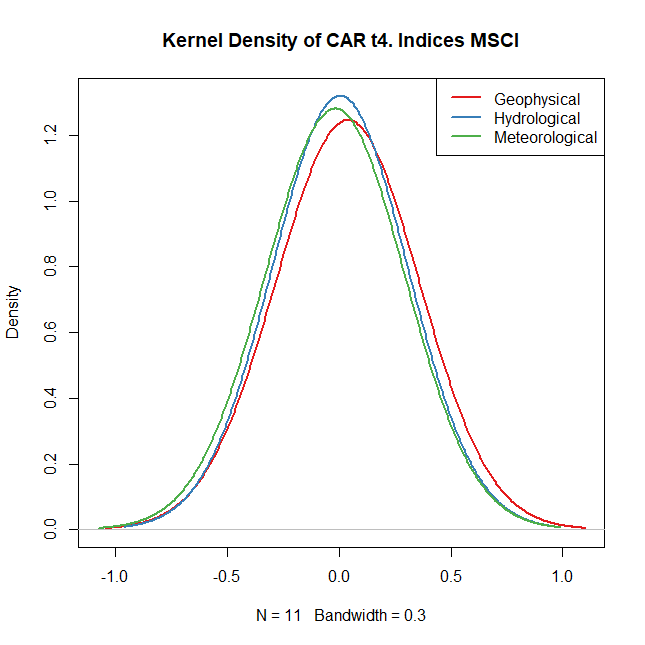 Kernel Density of CAR t4. Indices MSCI
Geophysical
Hydrological
Meteorological
Density
1.2
1.0
0.8
0.6
0.4
0.2
0.0
-1.0 -0.5 0.0 0.5 1.0
N = 11 Bandwidth = 0.3